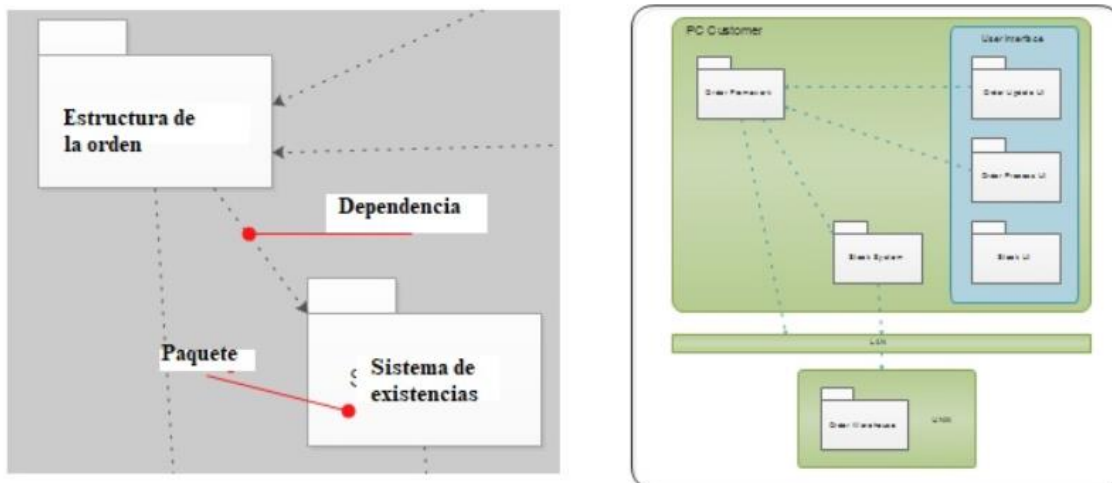 Estructura de
la orden
Dependencia
Paquete
S
Sistema de
existencias
PC Customer
User Interface
Order Framework
Order Update UI
Order Process UI
Stock System
Stock UI
LAN
Order Warehouse
UNIX